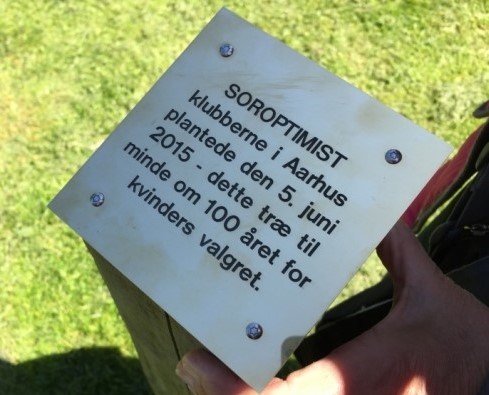 SOROPTIMIST
klubberne i Aarhus
plantede den 5. juni
2015 - dette træ til
minde om 100 året for
kvinders valgret.